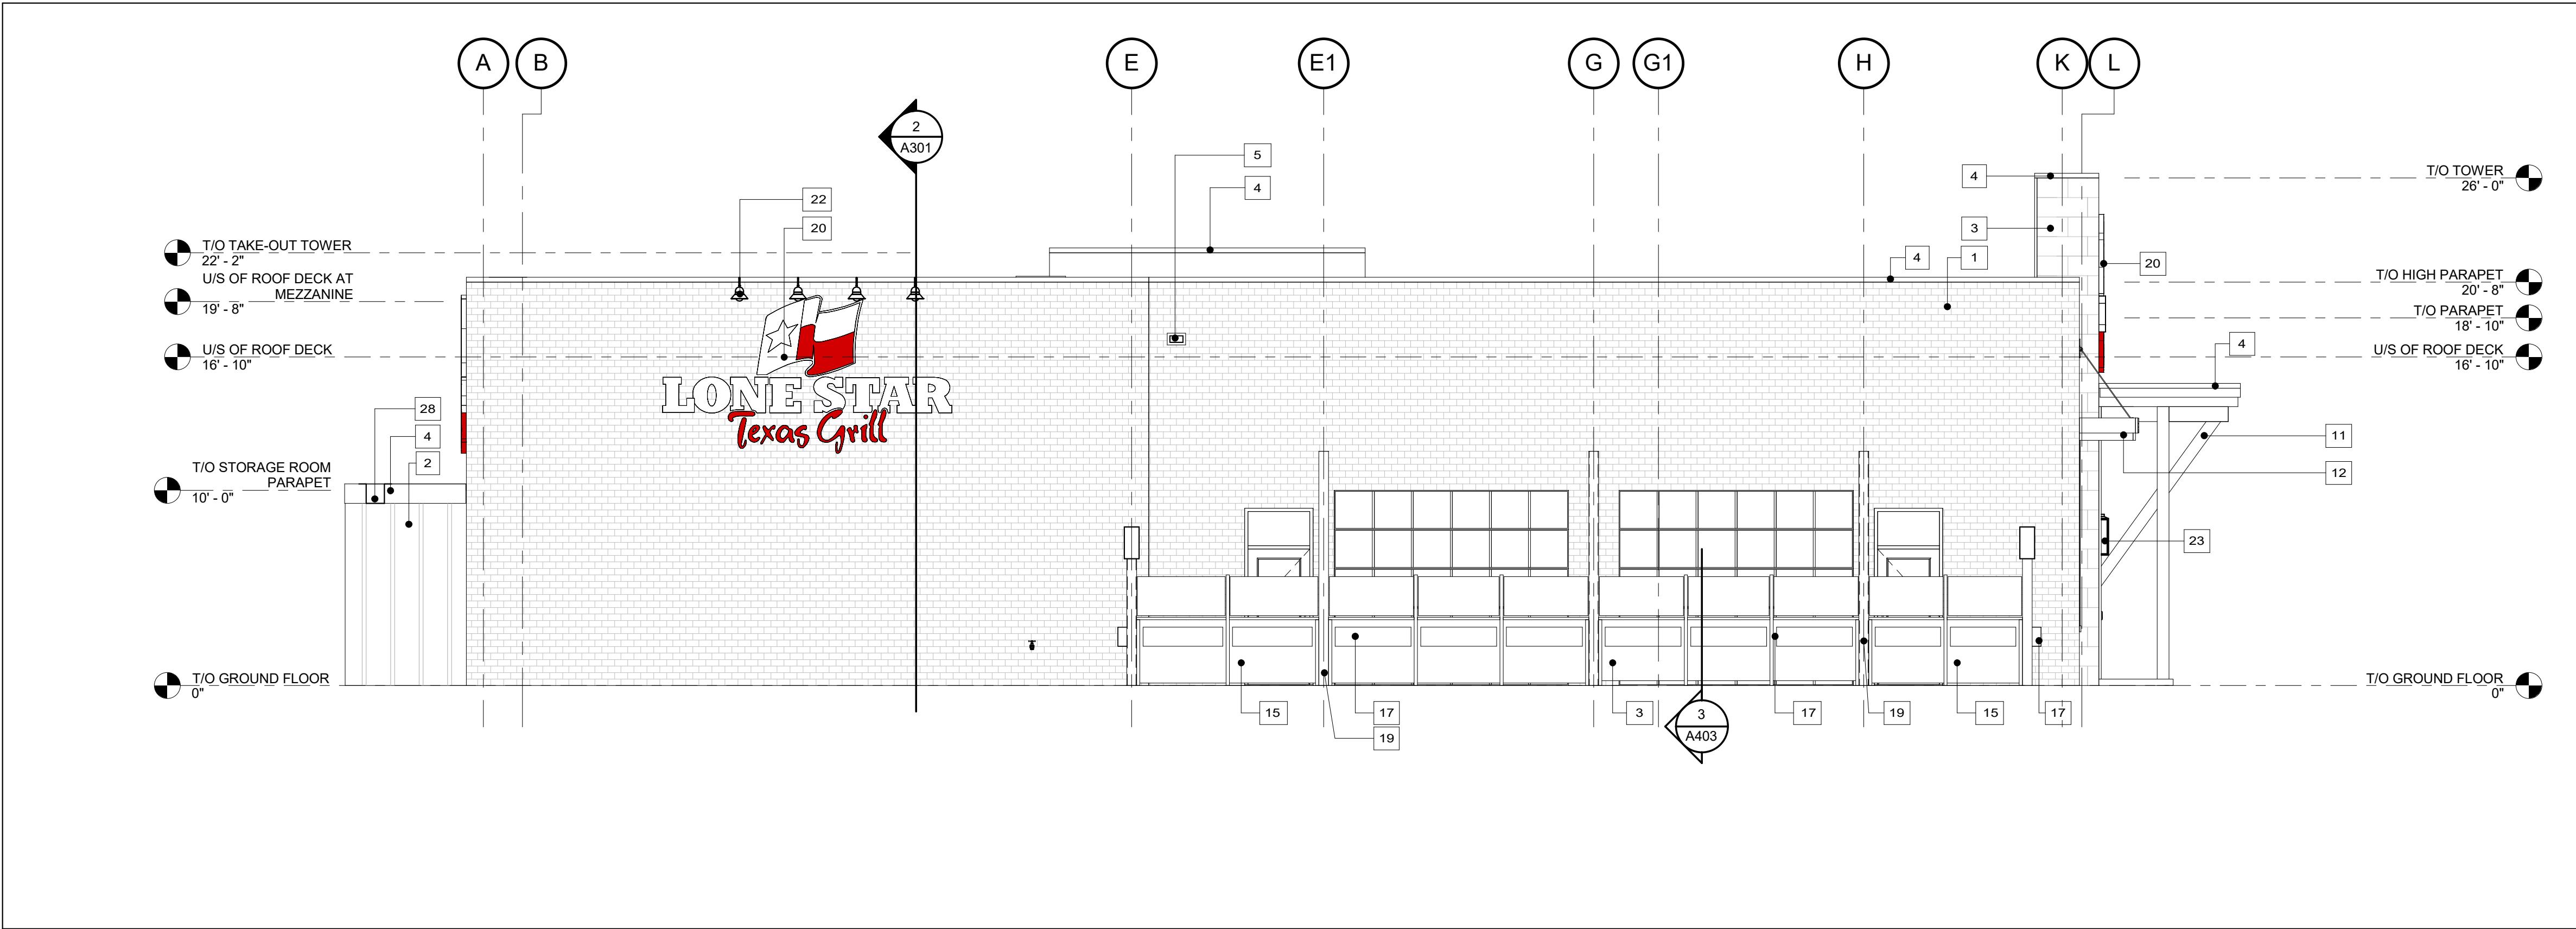 A
B
E
E1
G
G1
H
K
L
2
A301
5
4
22
20
4
3
1
4
20
4
T/O TAKE-OUT TOWER
22' - 2"
U/S OF ROOF DECK AT
MEZZANINE
19' - 8"
U/S OF ROOF DECK
16' - 10"
T/O TOWER
26' - 0"
T/O HIGH PARAPET
20' - 8"
T/O PARAPET
18' - 10"
U/S OF ROOF DECK
16' - 10"
LONE STAR
Texas Grill
28
4
2
T/O STORAGE ROOM
PARAPET
10' - 0"
11
12
23
T/O GROUND FLOOR
0"
T/O GROUND FLOOR
0"
15
17
19
3
3
A403
17
19
15
17